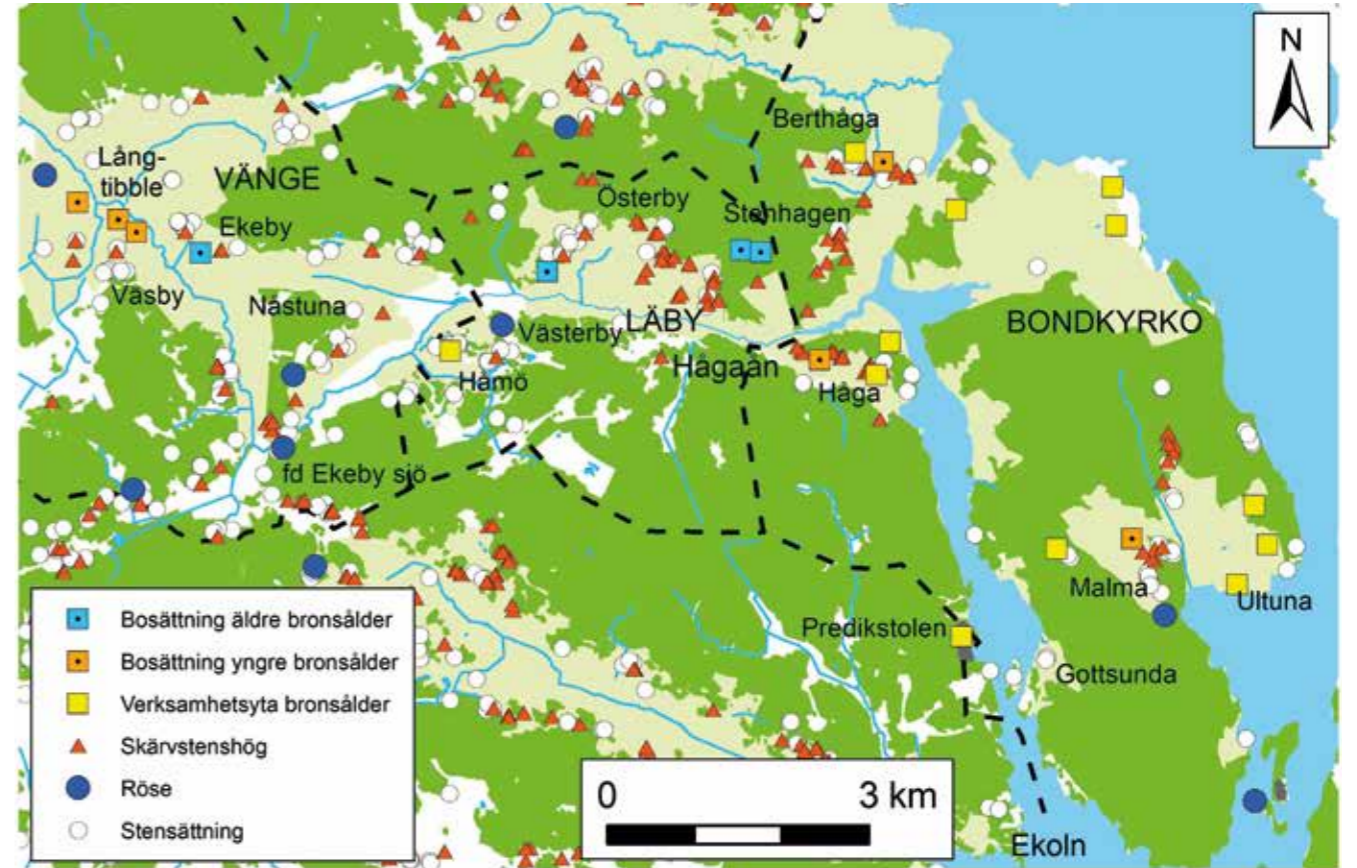 N
Berthåga
Lång-
tibble
VÄNGE
Österby
Stenhagen
Ekeby
Väsby
Nåstuna
Västerby
LÄBY
BONDKYRKO
Hågaån
Hamö
Håga
fd Ekeby sjö
Malma
Ultuna
Predikstolen
Gottsunda
Bosättning äldre bronsålder
Bosättning yngre bronsålder
Verksamhetsyta bronsålder
Skärvstenshög
Röse
Stensättning
0 3 km
Ekoln